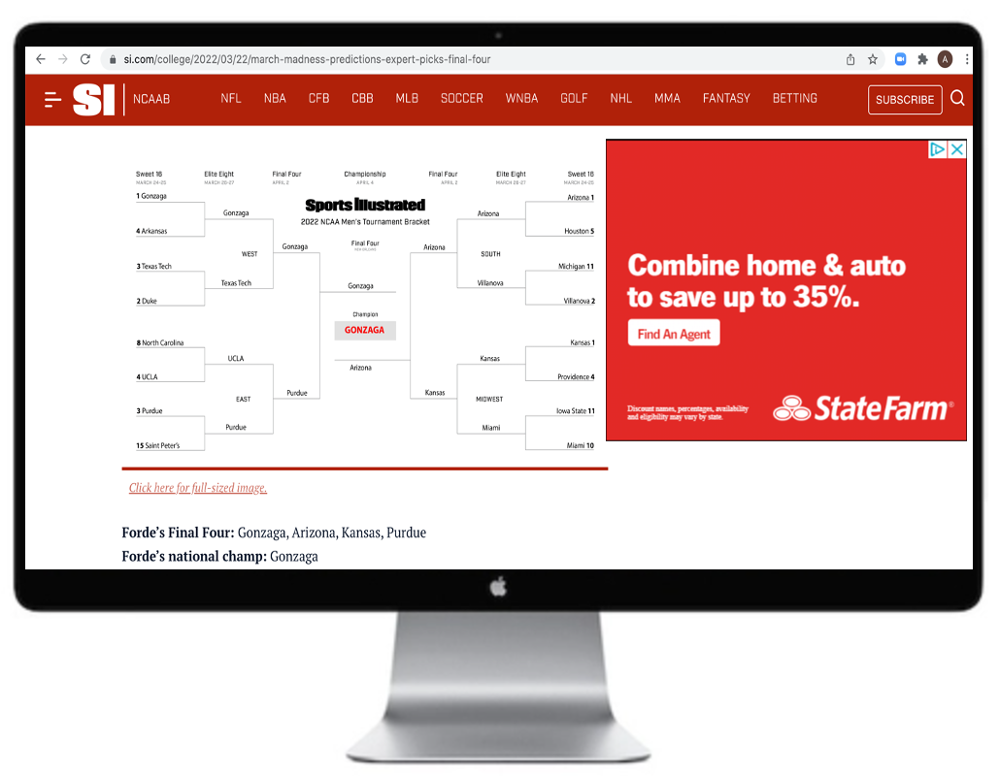 si.com/college/2022/03/22/march-madness-predictions-expert-picks-final-four
A
SI NCAAB NFL NBA CFB CBB MLB SOCCER WNBA GOLF NHL MMA FANTASY BETTING SUBSCRIBE
Sweet 16 Elite Eight Final Four Championship Final Four Elite Eight Sweet 16
MARCH 24-25 MARCH 26-27 APRIL 2 APRIL 4 APRIL 2 MARCH 26-27 MARCH 24-25
Sports Illustrated
2022 NCAA Men's Tournament Bracket
1 Gonzaga
Gonzaga
4 Arkansas
WEST
Gonzaga
3 Texas Tech
Texas Tech
2 Duke
8 North Carolina
UCLA
4 UCLA
EAST
Purdue
3 Purdue
Purdue
15 Saint Peter's
Final Four
NEW ORLEANS
Gonzaga
Champion
GONZAGA
Arizona
Arizona 1
Arizona
Houston 5
Arizona
SOUTH
Michigan 11
Villanova
Villanova 2
Kansas 1
Kansas
Providence 4
Kansas
MIDWEST
Iowa State 11
Miami
Miami 10
Click here for full-sized image.
Forde's Final Four: Gonzaga, Arizona, Kansas, Purdue
Forde's national champ: Gonzaga
Combine home & auto
to save up to 35%.
Find An Agent
Discount names, percentages, availability
and eligibility may vary by state.
StateFarm®